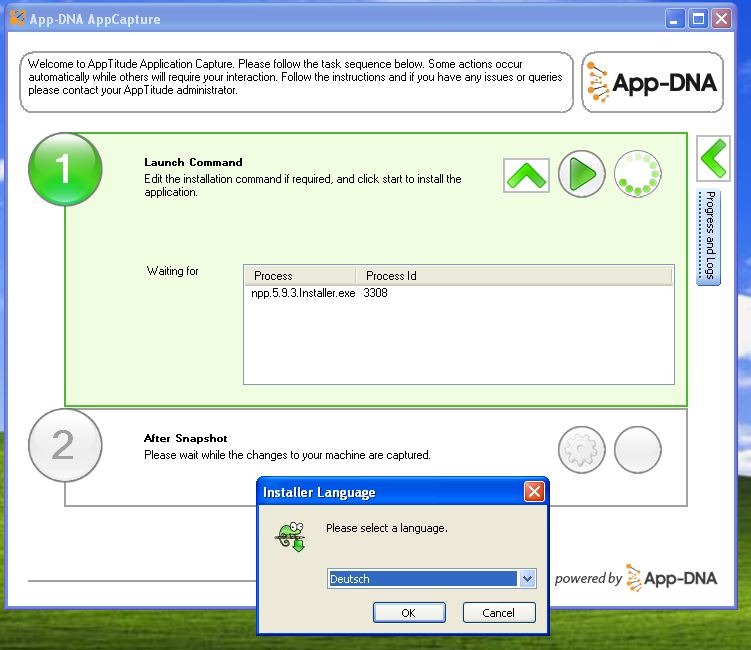 App-DNA AppCapture
Welcome to AppTitude Application Capture. Please follow the task sequence below. Some actions occur
automatically while others will require your interaction. Follow the instructions and if you have any issues or queries
please contact your AppTitude administrator.
App-DNA
1
Launch Command
Edit the installation command if required, and click start to install the
application.
Progress and Logs
Waiting for
Process Process Id
npp.5.9.3.Installer.exe 3308
2
After Snapshot
Please wait while the changes to your machine are captured.
Installer Language
Please select a language.
Deutsch
OK Cancel
powered by App-DNA